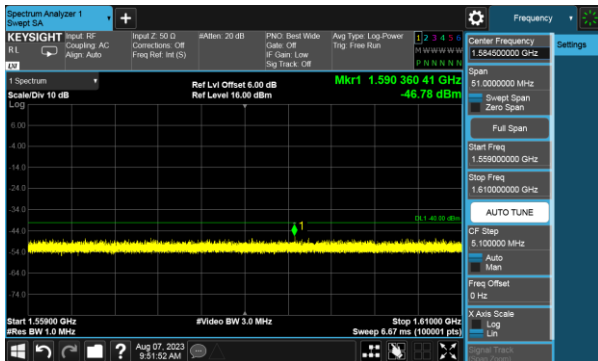 Spectrum Analyzer 1
Swept SA
+
Frequency
KEYSIGHT
RL
Input: RF
Coupling: AC
Align: Auto
Input Z: 50 Ω
Corrections: Off
Freq Ref: Int (S)
#Atten: 20 dB
PNO: Best Wide
Gate: Off
IF Gain: Low
Sig Track: Off
Avg Type: Log-Power
Trig: Free Run
1 2 3 4 5 6
M W W W W W
P N N N N N
1 Spectrum
Scale/Div 10 dB
Log
Ref Lvl Offset 6.00 dB
Ref Level 16.00 dBm
Mkr1 1.590 360 41 GHz
-46.78 dBm
6.00
-4.00
-14.0
-24.0
-34.0
-44.0
-54.0
-64.0
-74.0
DL1 -40.00 dBm
1
Start 1.55900 GHz
#Res BW 1.0 MHz
#Video BW 3.0 MHz
Stop 1.61000 GHz
Sweep 6.67 ms (100001 pts)
Aug 07, 2023
9:51:52 AM
?
Center Frequency
1.584500000 GHz
Settings
Span
51.0000000 MHz
Swept Span
Zero Span
Full Span
Start Freq
1.559000000 GHz
Stop Freq
1.610000000 GHz
AUTO TUNE
CF Step
5.100000 MHz
Auto
Man
Freq Offset
0 Hz
X Axis Scale
Log
Lin
Signal Track